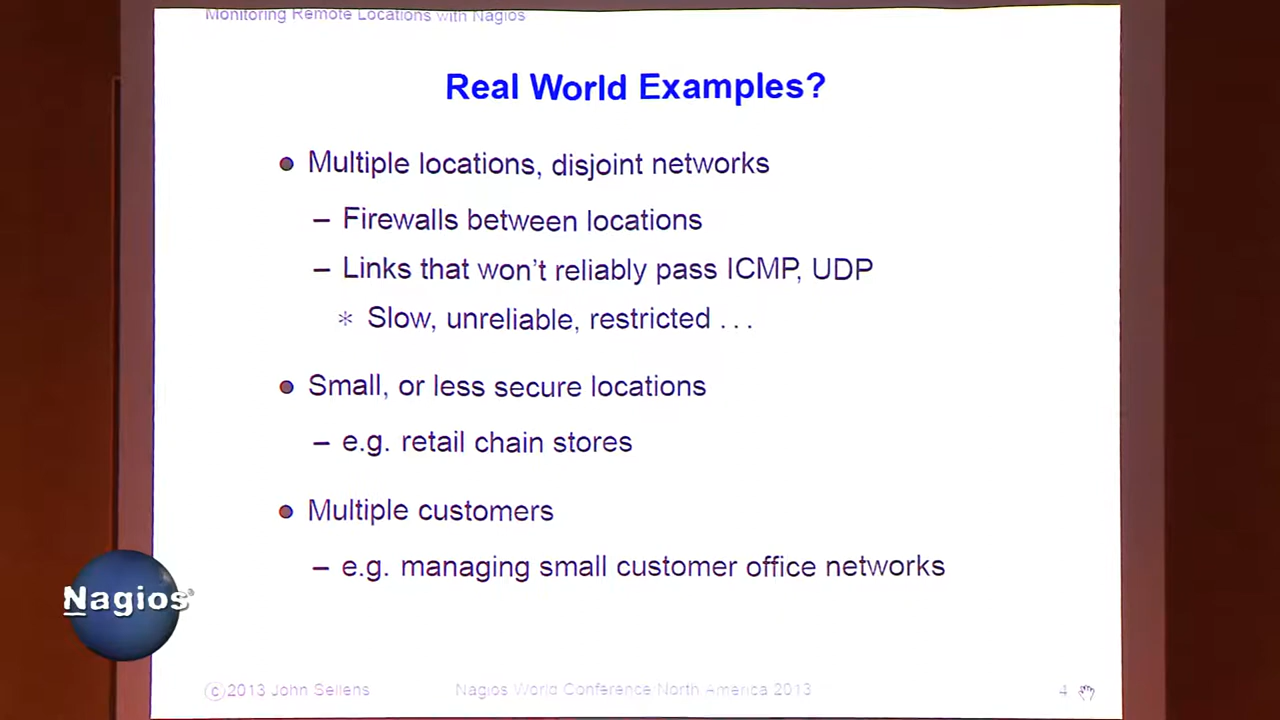 Monitoring Remote Locations with Nagios
Real World Examples?
● Multiple locations, disjoint networks
– Firewalls between locations
– Links that won't reliably pass ICMP, UDP
∗ Slow, unreliable, restricted . . .
● Small, or less secure locations
– e.g. retail chain stores
● Multiple customers
– e.g. managing small customer office networks
Nagios®
©2013 John Sellens
Nagios World Conference North America 2013
4